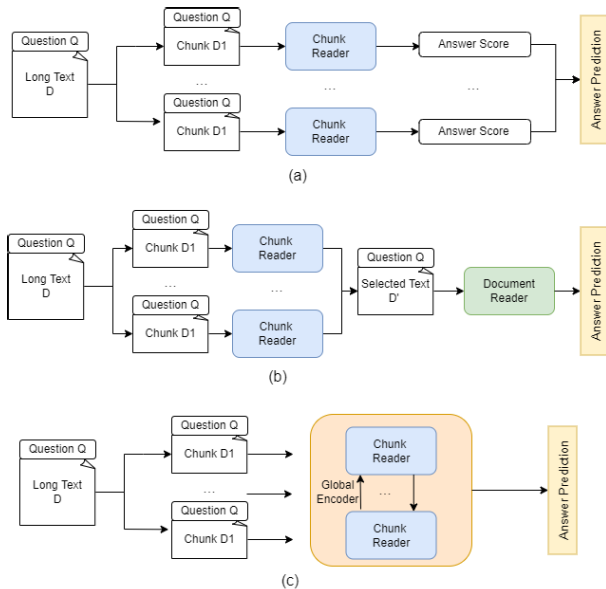 Question Q
Long Text
D
Question Q
Chunk D1
Chunk
Reader
Answer Score
...
...
...
Question Q
Chunk D1
Chunk
Reader
Answer Score
Answer Prediction
(a)
Question Q
Long Text
D
Question Q
Chunk D1
Chunk
Reader
...
...
Question Q
Chunk D1
Chunk
Reader
Question Q
Selected Text
D'
Document
Reader
Answer Prediction
(b)
Question Q
Long Text
D
Question Q
Chunk D1
...
Question Q
Chunk D1
Chunk
Reader
Global
Encoder
...
Chunk
Reader
Answer Prediction
(c)